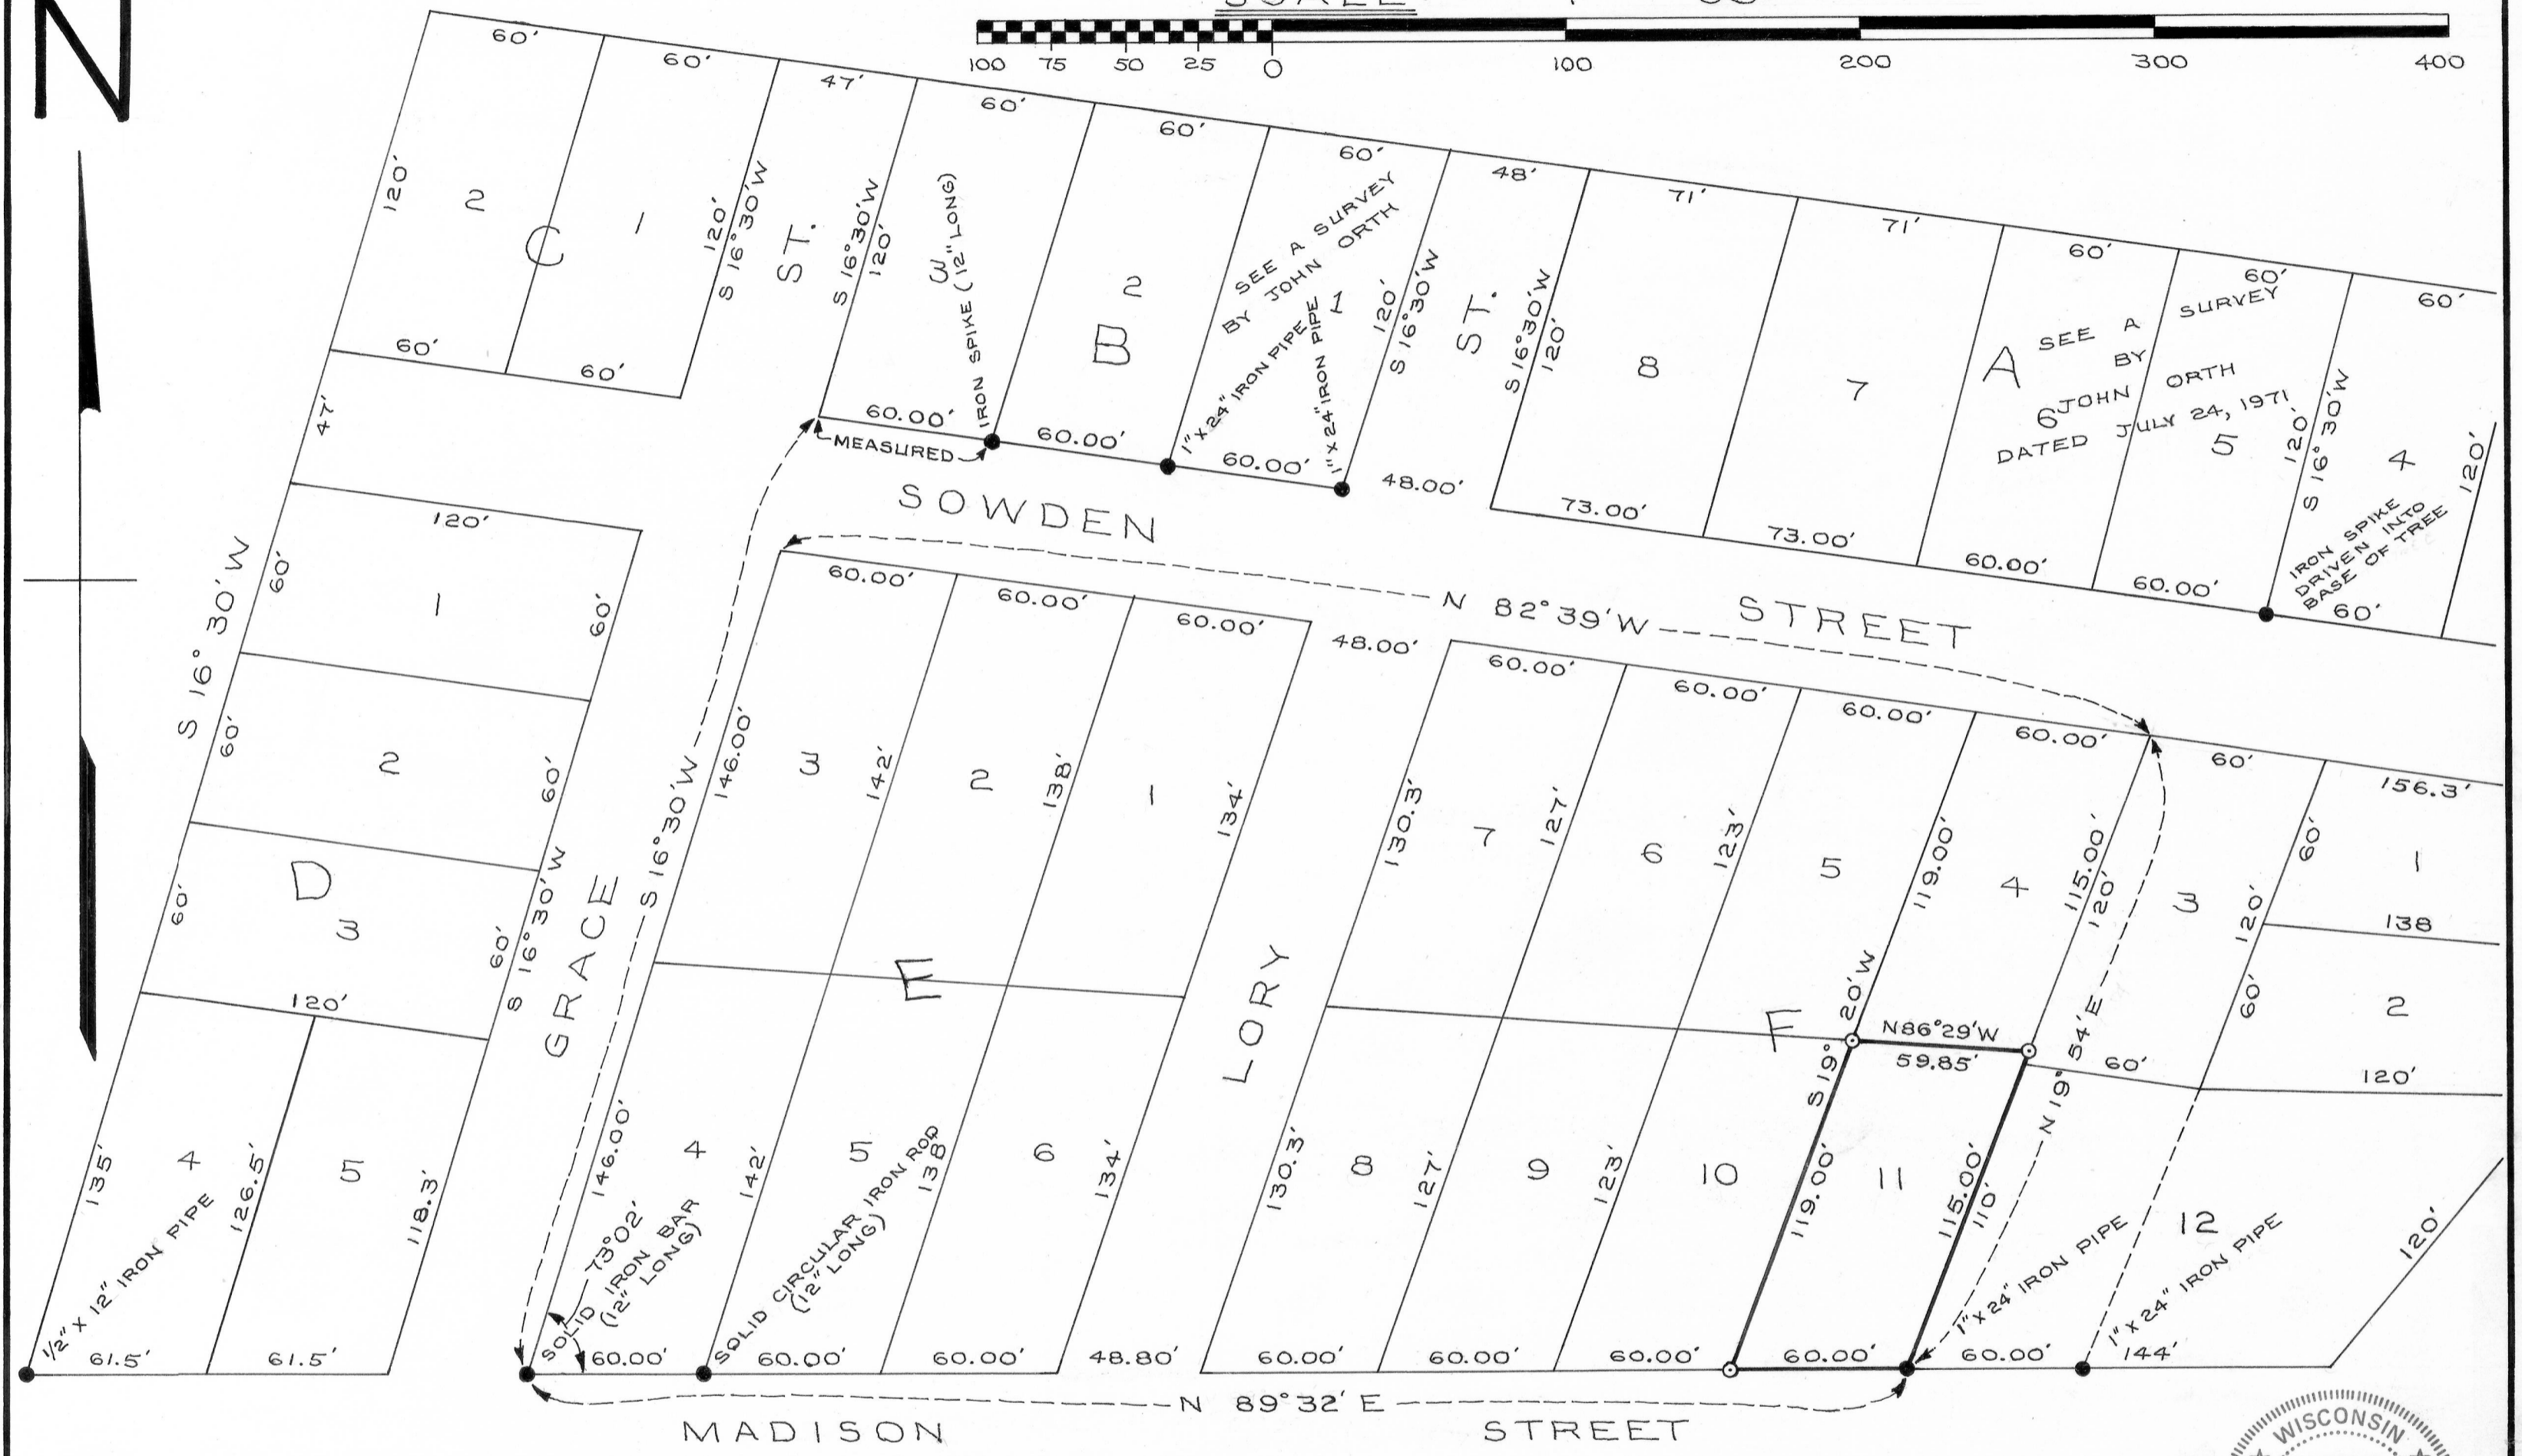 N
SCALE
100 75 50 25 0 100 200 300 400
60' 60' 47' 60' 60' 60' 48' 71' 71' 60' 60' 60'
120'
2
C
1
120'
S 16°30'W
ST.
S 16°30'W
120'
3
IRON SPIKE (12" LONG)
2
B
SEE A SURVEY
BY JOHN ORTH
1
1" X 24" IRON PIPE
1" X 24" IRON PIPE
120'
S 16°30'W
ST.
S 16°30'W
120'
8
7
A
SEE A SURVEY
BY
JOHN ORTH
DATED JULY 24, 1971
6
5
120'
S 16°30'W
4
120'
IRON SPIKE
DRIVEN INTO
BASE OF TREE
60' 60'
47'
60.00' 60.00' 60.00' 48.00' 73.00' 73.00' 60.00' 60.00' 60'
MEASURED
SOWDEN STREET
N 82°39'W
S 16°30'W
120'
60' 1 60'
60' 2 60'
60' D 3 60'
S 16°30'W
120'
135' 4 126.5' 5 118.3'
1/2" X 12" IRON PIPE
61.5' 61.5'
GRACE
S 16°30'W
60.00' 60.00' 60.00' 48.00' 60.00' 60.00' 60.00' 60.00' 60' 156.3'
146.00' 3 142' 2 138' 1 134'
E
146.00' 4 142' 5 138' 6 134'
73°02'
SOLID IRON BAR
(12" LONG)
SOLID CIRCULAR IRON ROD
(12" LONG)
LORY
130.3' 7 127' 6 123' 5 119.00' 4 115.00'
120'
3
120'
60' 1
138
60' 2
120'
F
S 19° 20'W
N86°29'W
59.85'
60'
N 19° 54'E
130.3' 8 127' 9 123' 10 119.00' 11 115.00'
110'
12
120'
1" X 24" IRON PIPE
1" X 24" IRON PIPE
60.00' 60.00' 60.00' 48.80' 60.00' 60.00' 60.00' 60.00' 60.00' 144'
N 89°32' E
MADISON STREET
WISCONSIN